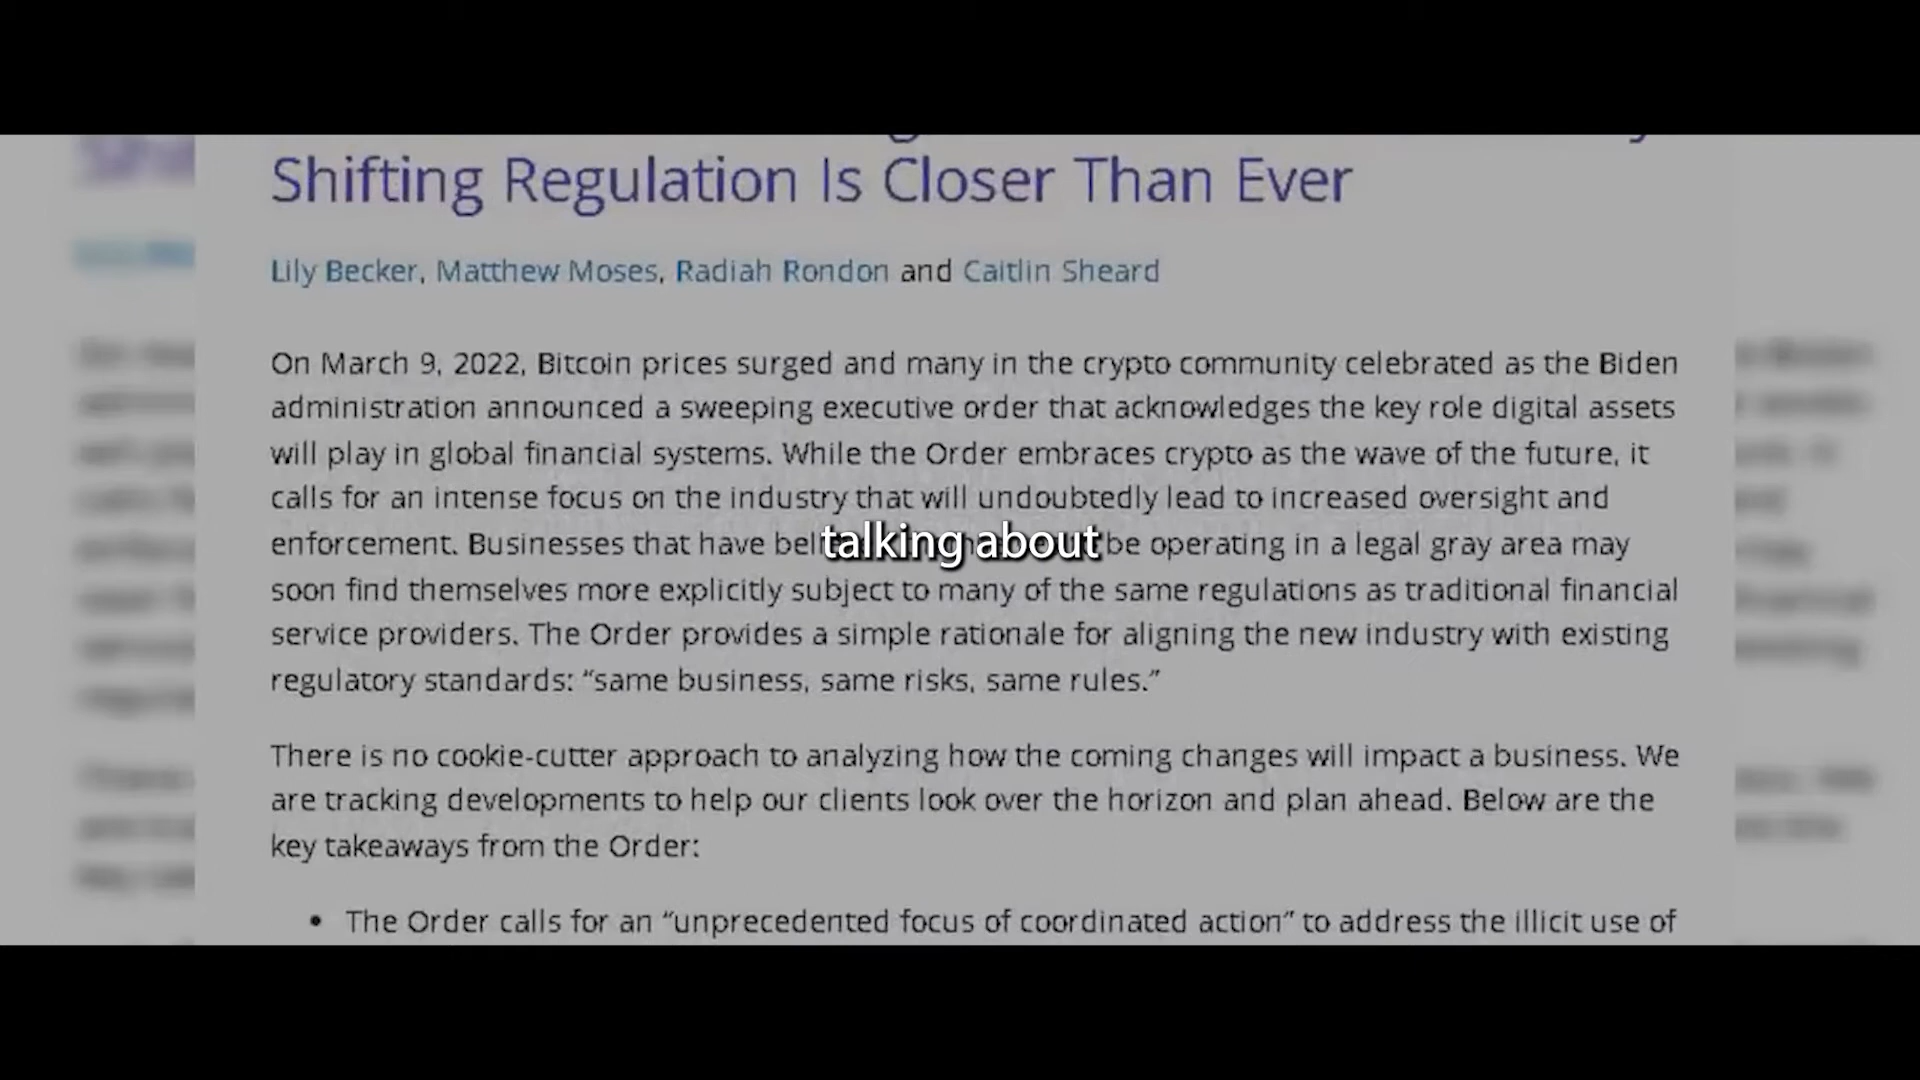 Shifting Regulation Is Closer Than Ever
Lily Becker, Matthew Moses, Radiah Rondon and Caitlin Sheard
On March 9, 2022, Bitcoin prices surged and many in the crypto community celebrated as the Biden
administration announced a sweeping executive order that acknowledges the key role digital assets
will play in global financial systems. While the Order embraces crypto as the wave of the future, it
calls for an intense focus on the industry that will undoubtedly lead to increased oversight and
enforcement. Businesses that have be operating in a legal gray area may
talking about
soon find themselves more explicitly subject to many of the same regulations as traditional financial
service providers. The Order provides a simple rationale for aligning the new industry with existing
regulatory standards: “same business, same risks, same rules.”
There is no cookie-cutter approach to analyzing how the coming changes will impact a business. We
are tracking developments to help our clients look over the horizon and plan ahead. Below are the
key takeaways from the Order:
• The Order calls for an “unprecedented focus of coordinated action” to address the illicit use of